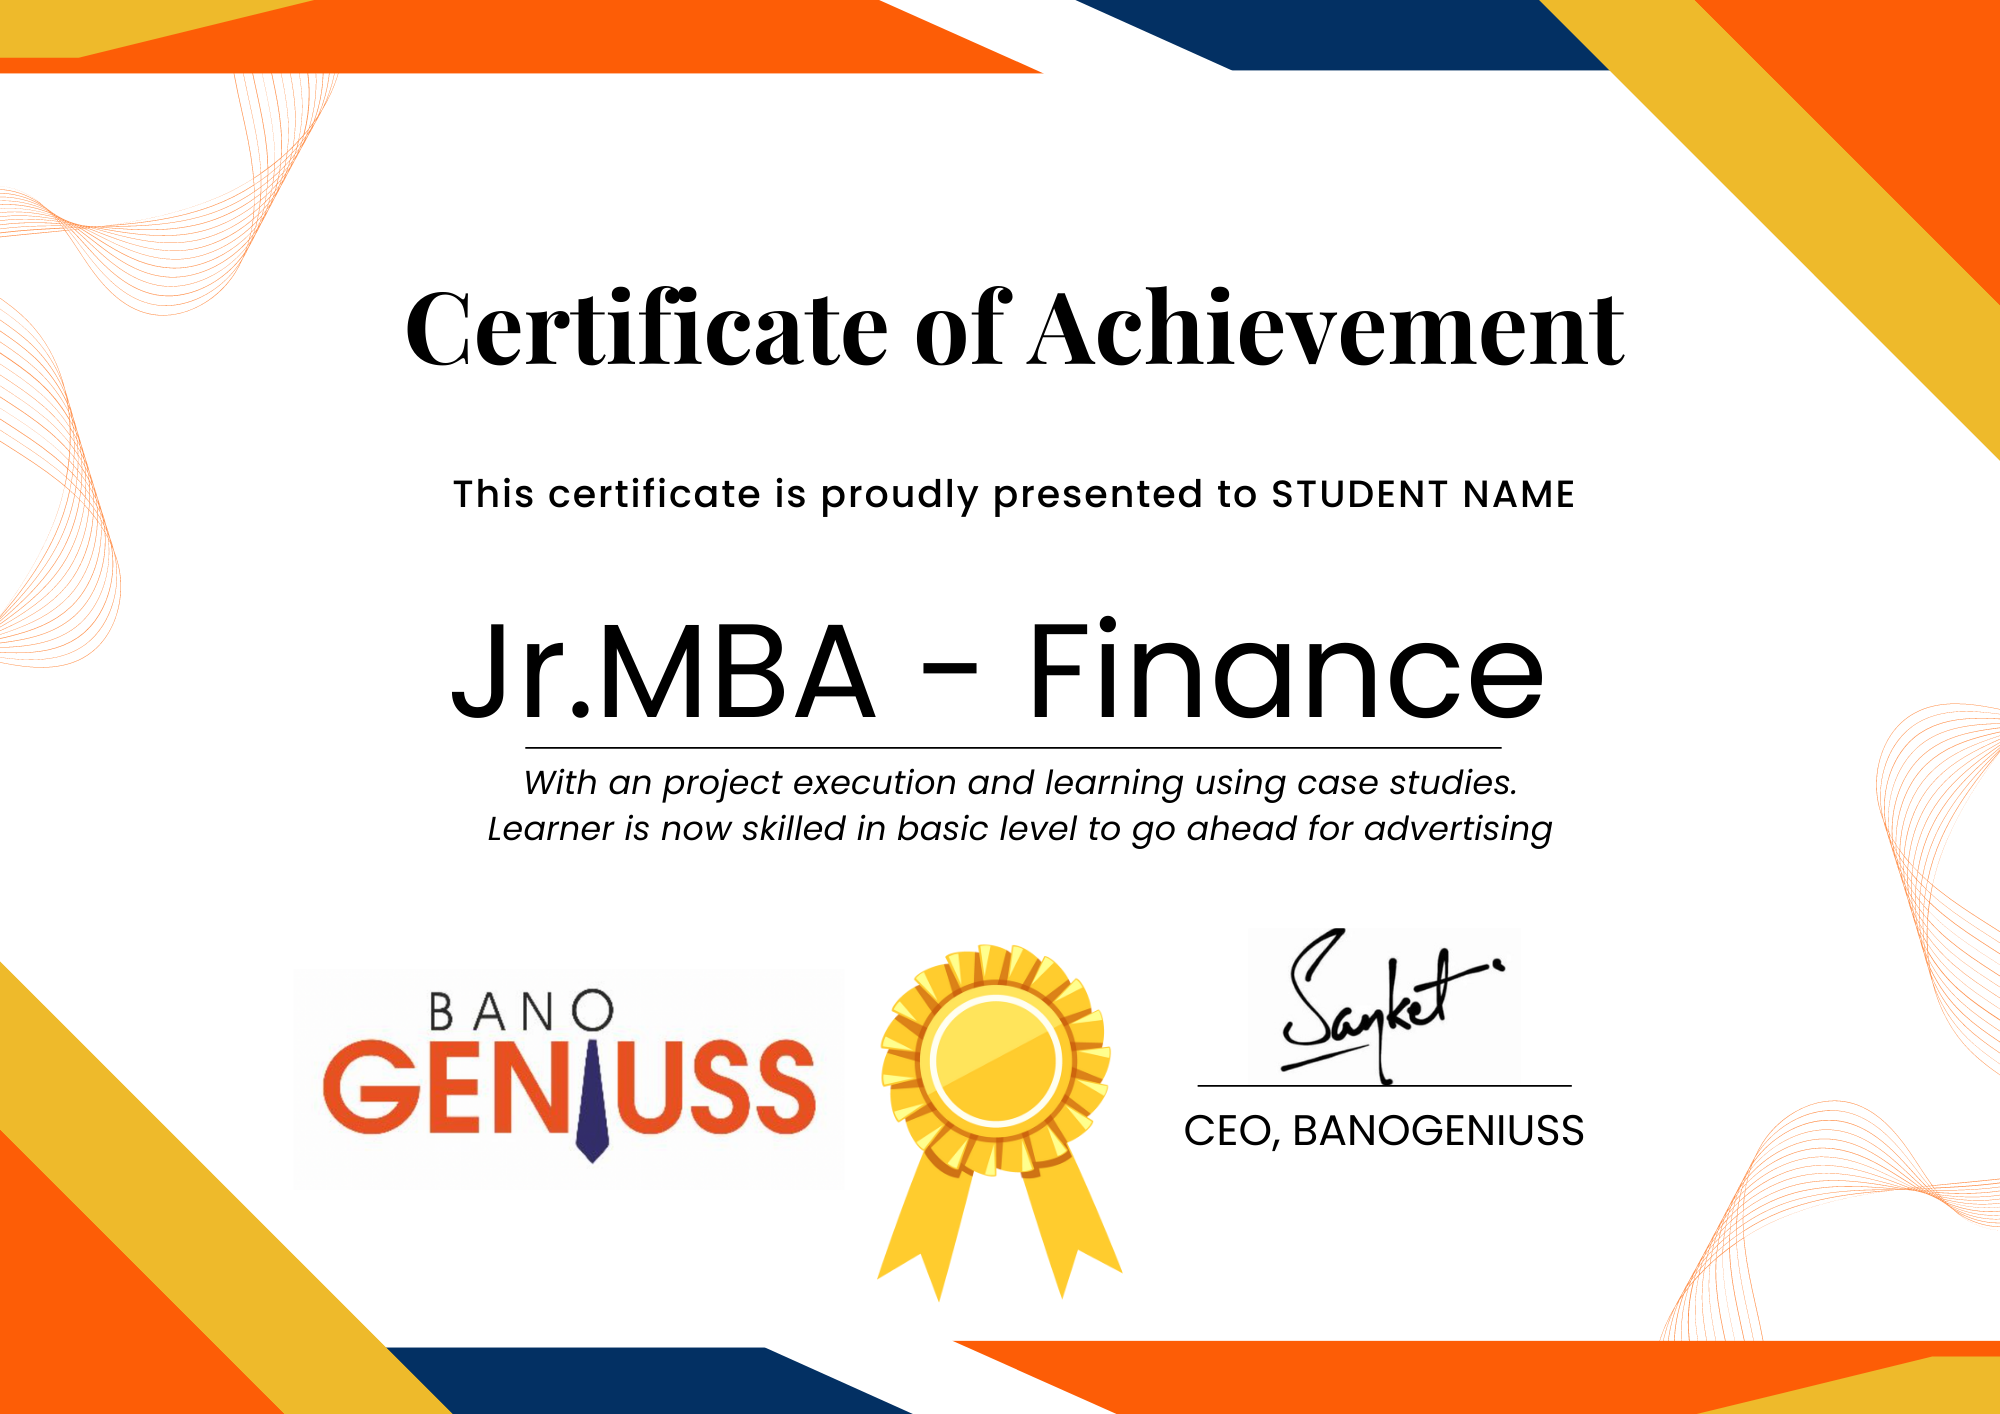 Certificate of Achievement
This certificate is proudly presented to STUDENT NAME
Jr.MBA - Finance
With an project execution and learning using case studies.
Learner is now skilled in basic level to go ahead for advertising
BANO
GENIUSS
Sanket
CEO, BANOGENIUSS